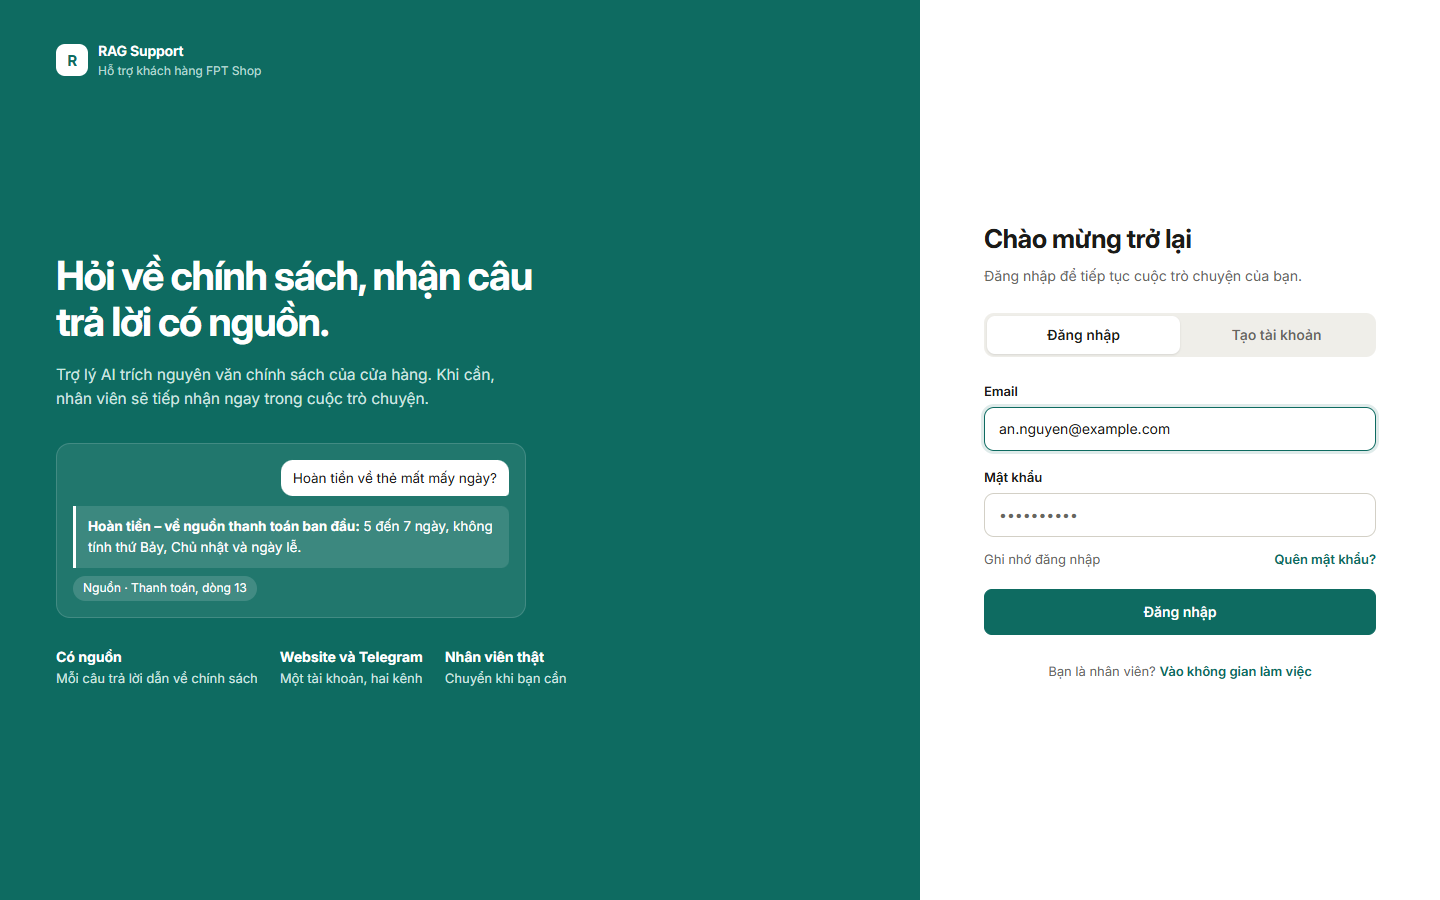 R
RAG Support
Hỗ trợ khách hàng FPT Shop
Hỏi về chính sách, nhận câu
trả lời có nguồn.
Trợ lý AI trích nguyên văn chính sách của cửa hàng. Khi cần,
nhân viên sẽ tiếp nhận ngay trong cuộc trò chuyện.
Hoàn tiền về thẻ mất mấy ngày?
Hoàn tiền – về nguồn thanh toán ban đầu: 5 đến 7 ngày, không
tính thứ Bảy, Chủ nhật và ngày lễ.
Nguồn · Thanh toán, dòng 13
Có nguồn
Mỗi câu trả lời dẫn về chính sách
Website và Telegram
Một tài khoản, hai kênh
Nhân viên thật
Chuyển khi bạn cần
Chào mừng trở lại
Đăng nhập để tiếp tục cuộc trò chuyện của bạn.
Đăng nhập
Tạo tài khoản
Email
an.nguyen@example.com
Mật khẩu
••••••••••
Ghi nhớ đăng nhập
Quên mật khẩu?
Đăng nhập
Bạn là nhân viên? Vào không gian làm việc